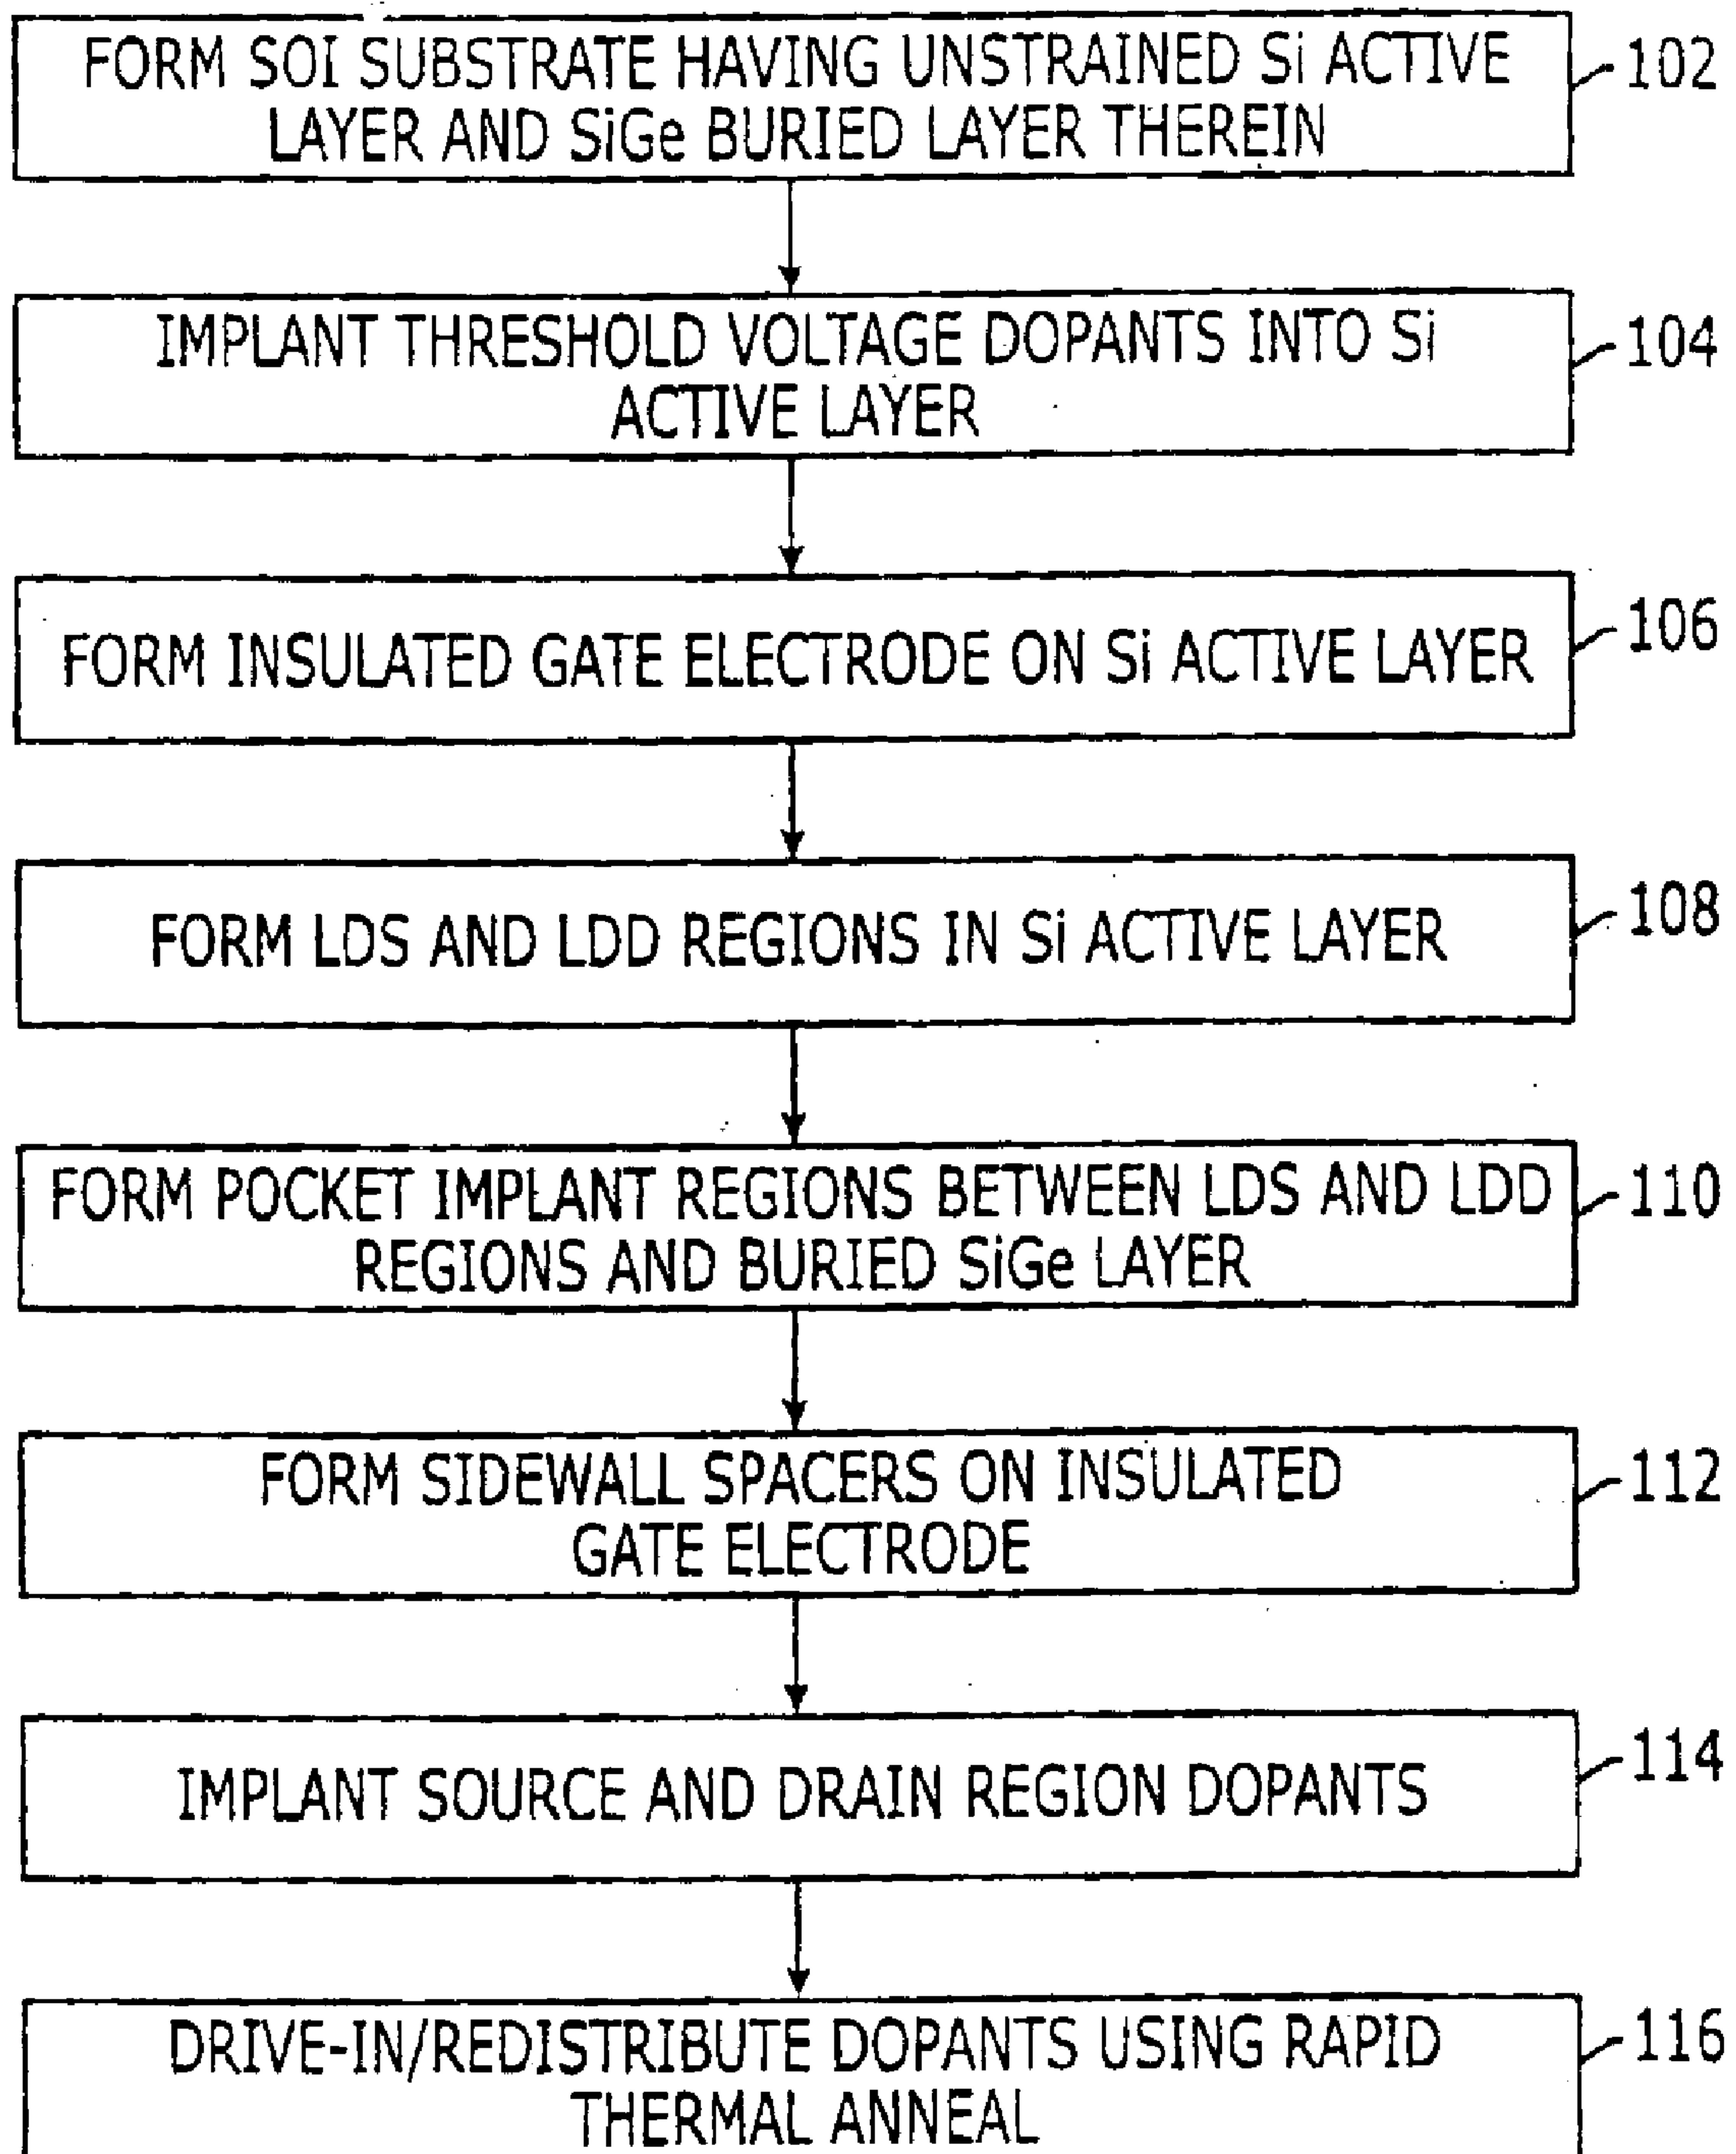 FORM SOI SUBSTRATE HAVING UNSTRAINED Si ACTIVE
LAYER AND SiGe BURIED LAYER THEREIN
102
IMPLANT THRESHOLD VOLTAGE DOPANTS INTO Si
ACTIVE LAYER
104
FORM INSULATED GATE ELECTRODE ON Si ACTIVE LAYER
106
FORM LDS AND LDD REGIONS IN Si ACTIVE LAYER
108
FORM POCKET IMPLANT REGIONS BETWEEN LDS AND LDD
REGIONS AND BURIED SiGe LAYER
110
FORM SIDEWALL SPACERS ON INSULATED
GATE ELECTRODE
112
IMPLANT SOURCE AND DRAIN REGION DOPANTS
114
DRIVE-IN/REDISTRIBUTE DOPANTS USING RAPID
THERMAL ANNEAL
116